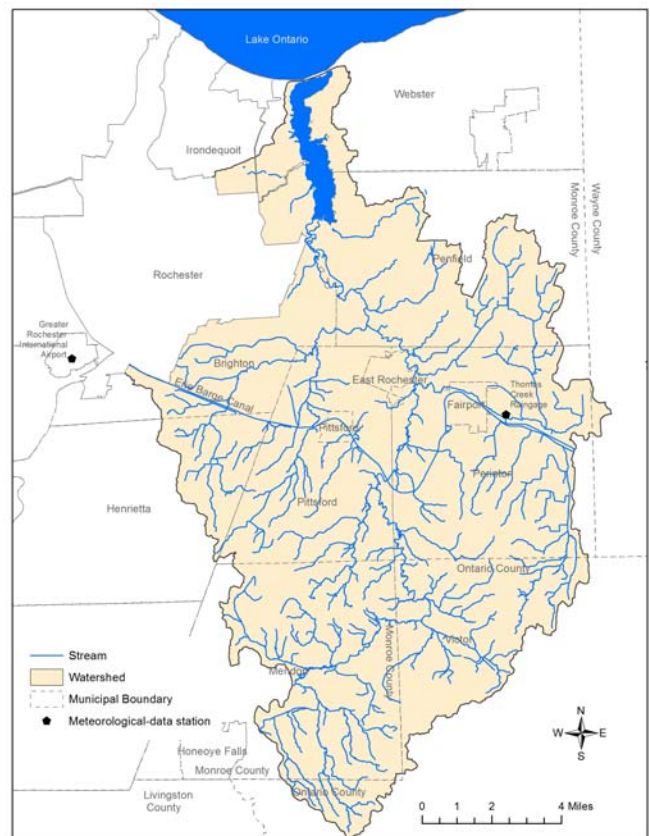 Lake Ontario
Webster
Irondequoit
Wayne County
Monroe County
Rochester
Penfield
Greater
Rochester
International
Airport
Brighton
East Rochester
Thomas
Creek
Raingage
Erie Barge Canal
Fairport
Pittsford
Perinton
Pittsford
Henrietta
Ontario County
Monroe County
Victor
Mendon
Stream
Watershed
Municipal Boundary
Meteorological-data station
Honeoye Falls
Monroe County
Livingston
County
Ontario County
N
W E
S
0 2 4 Miles